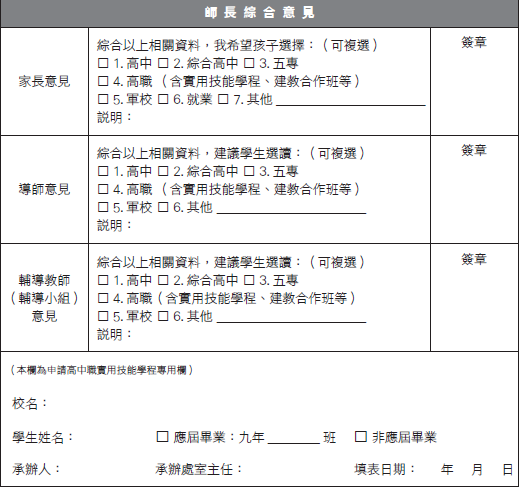 師長綜合意見
家長意見
綜合以上相關資料，我希望孩子選擇：（可複選）
□ 1. 高中 □ 2. 綜合高中 □ 3. 五專
□ 4. 高職 （含實用技能學程、建教合作班等）
□ 5. 軍校 □ 6. 就業 □ 7. 其他 ____________________
說明：
簽章
導師意見
綜合以上相關資料，建議學生選讀：（可複選）
□ 1. 高中 □ 2. 綜合高中 □ 3. 五專
□ 4. 高職 （含實用技能學程、建教合作班等）
□ 5. 軍校 □ 6. 其他 ____________________
說明：
簽章
輔導教師
（輔導小組）
意見
綜合以上相關資料，建議學生選讀：（可複選）
□ 1. 高中 □ 2. 綜合高中 □ 3. 五專
□ 4. 高職（含實用技能學程、建教合作班等）
□ 5. 軍校 □ 6. 其他 ____________________
說明：
簽章
（本欄為申請高中職實用技能學程專用欄）
校名：
學生姓名： □ 應屆畢業：九年 _______ 班 □ 非應屆畢業
承辦人： 承辦處室主任： 填表日期： 年 月 日